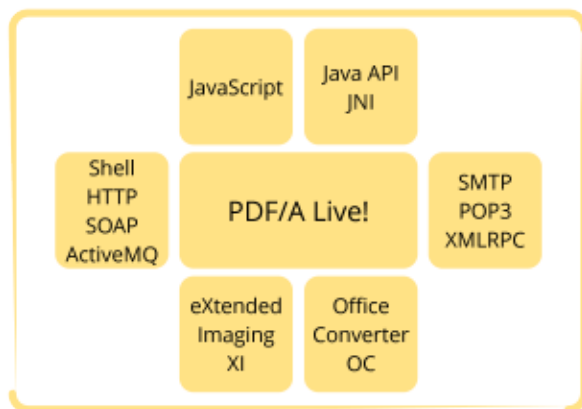 JavaScript
Java API
JNI
Shell
HTTP
SOAP
ActiveMQ
PDF/A Live!
SMTP
POP3
XMLRPC
eXtended
Imaging
XI
Office
Converter
OC